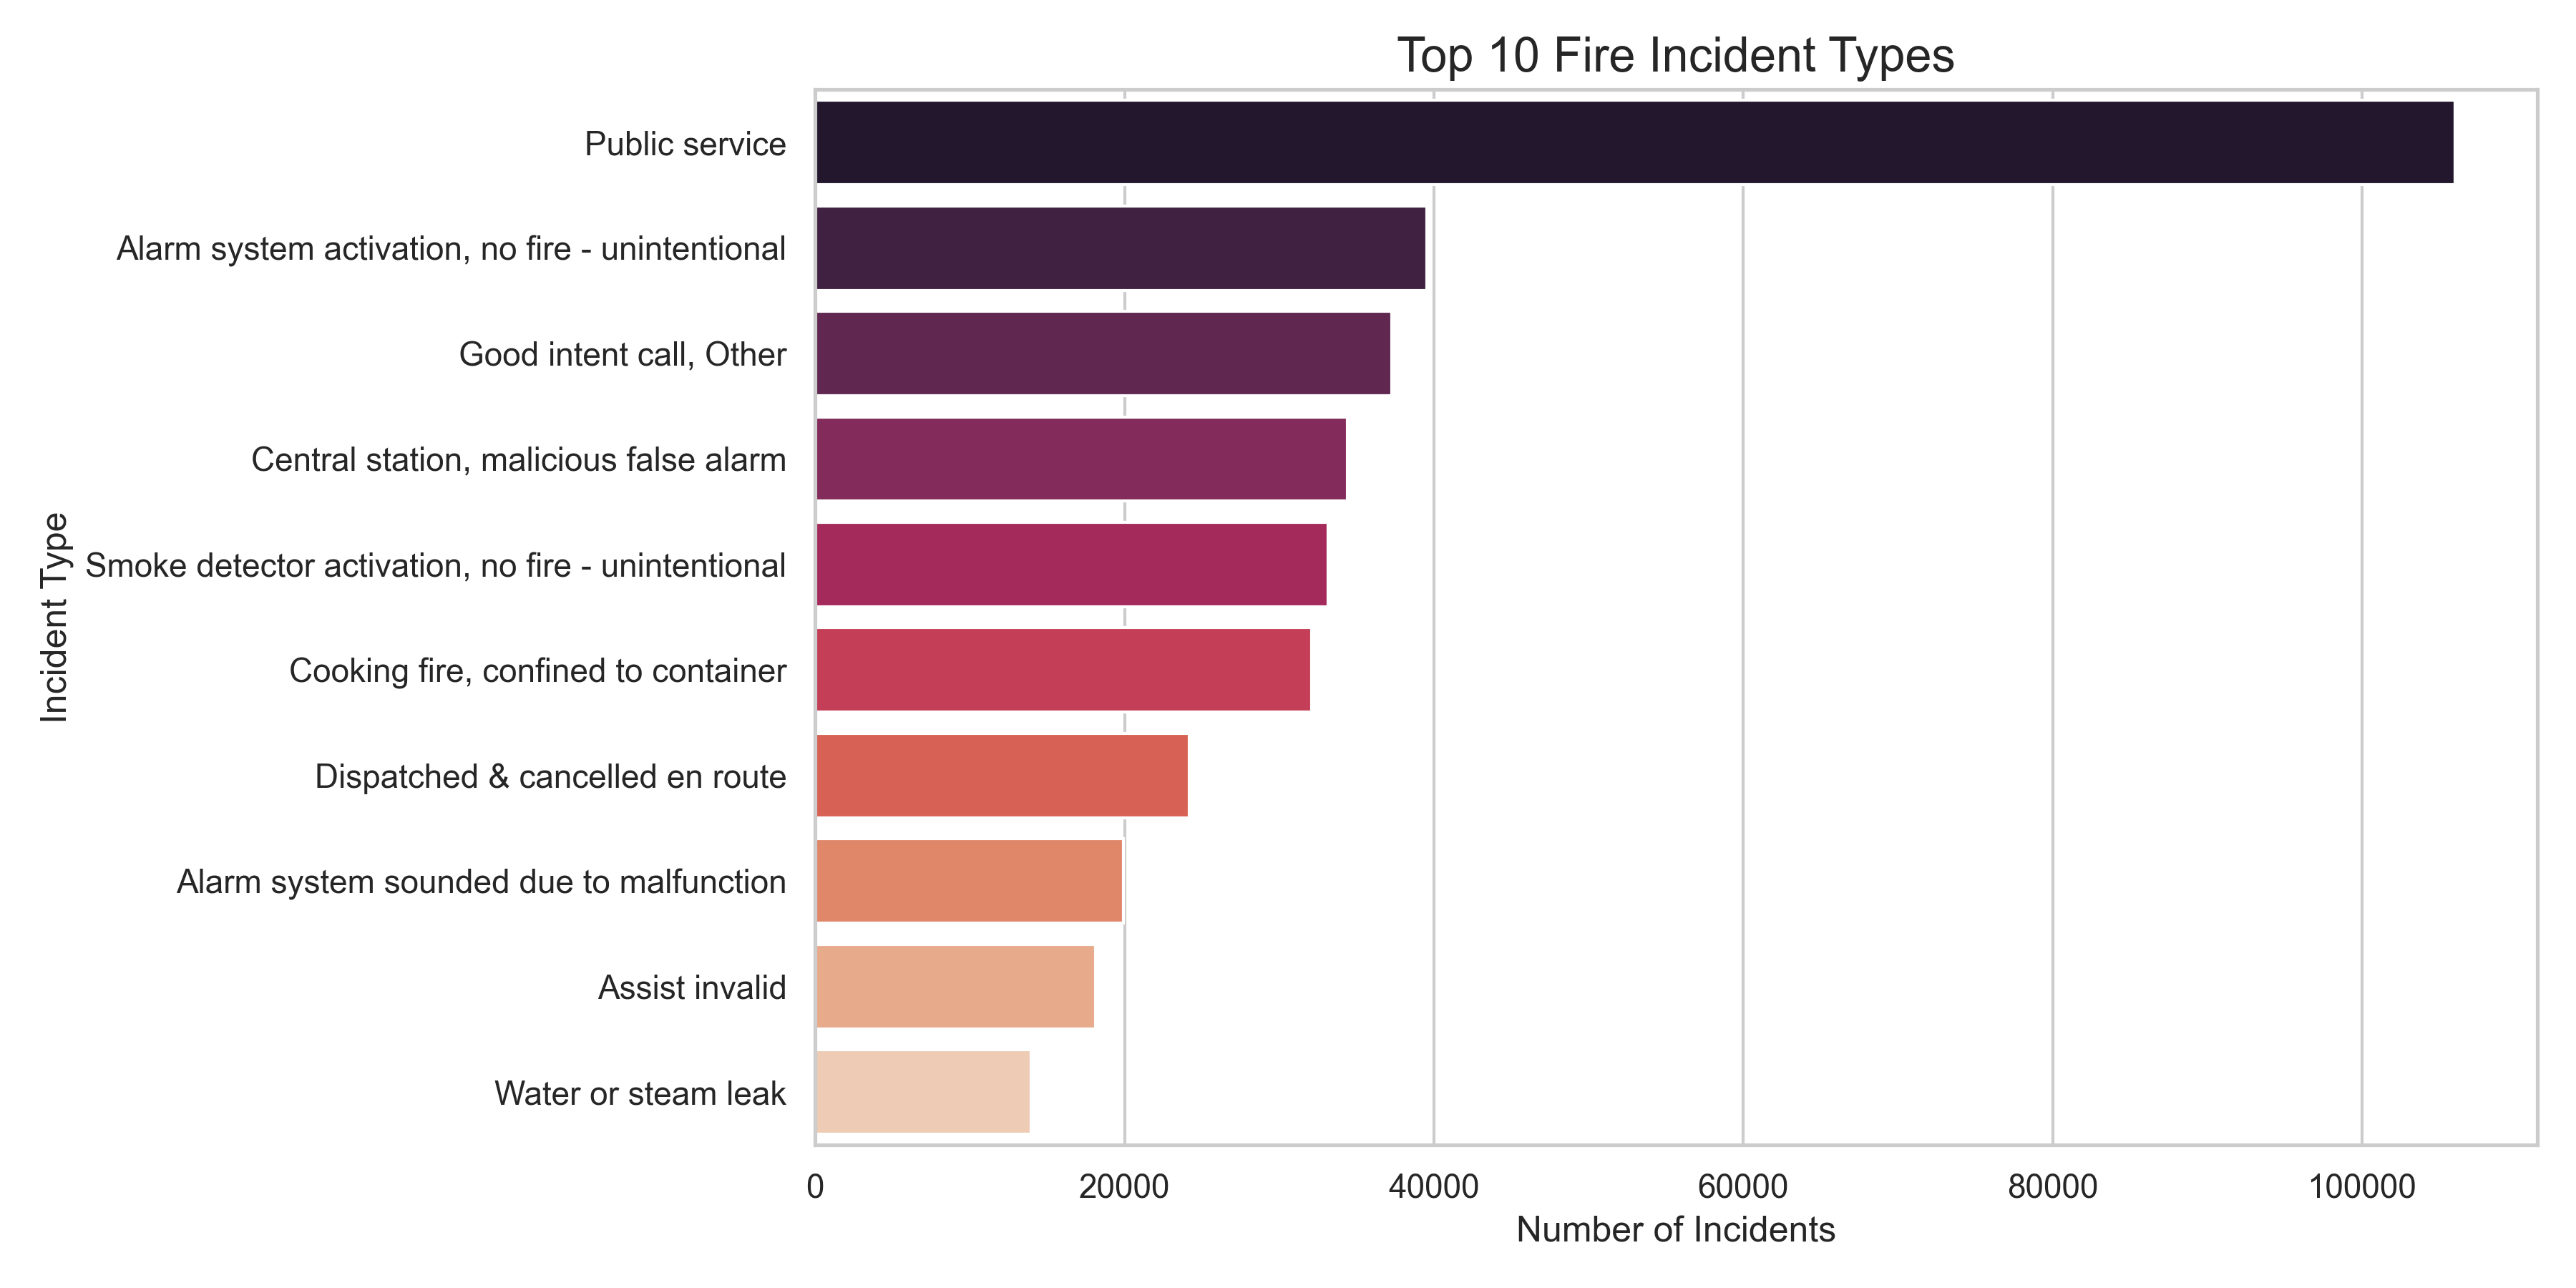 Top 10 Fire Incident Types
Public service
Alarm system activation, no fire - unintentional
Good intent call, Other
Central station, malicious false alarm
Smoke detector activation, no fire - unintentional
Cooking fire, confined to container
Dispatched & cancelled en route
Alarm system sounded due to malfunction
Assist invalid
Water or steam leak
Incident Type
0 20000 40000 60000 80000 100000
Number of Incidents